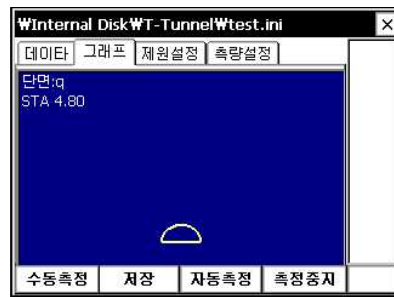 ₩Internal Disk₩T-Tunnel₩test.ini ×
데이타 그래프 제원설정 측량설정
단면:q
STA 4.80
수동측정 저장 자동측정 측정중지